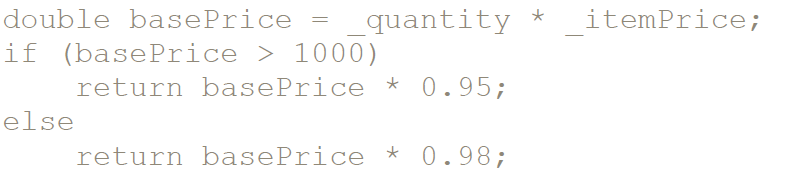 double basePrice = _quantity * _itemPrice;
if (basePrice > 1000)
    return basePrice * 0.95;
else
    return basePrice * 0.98;